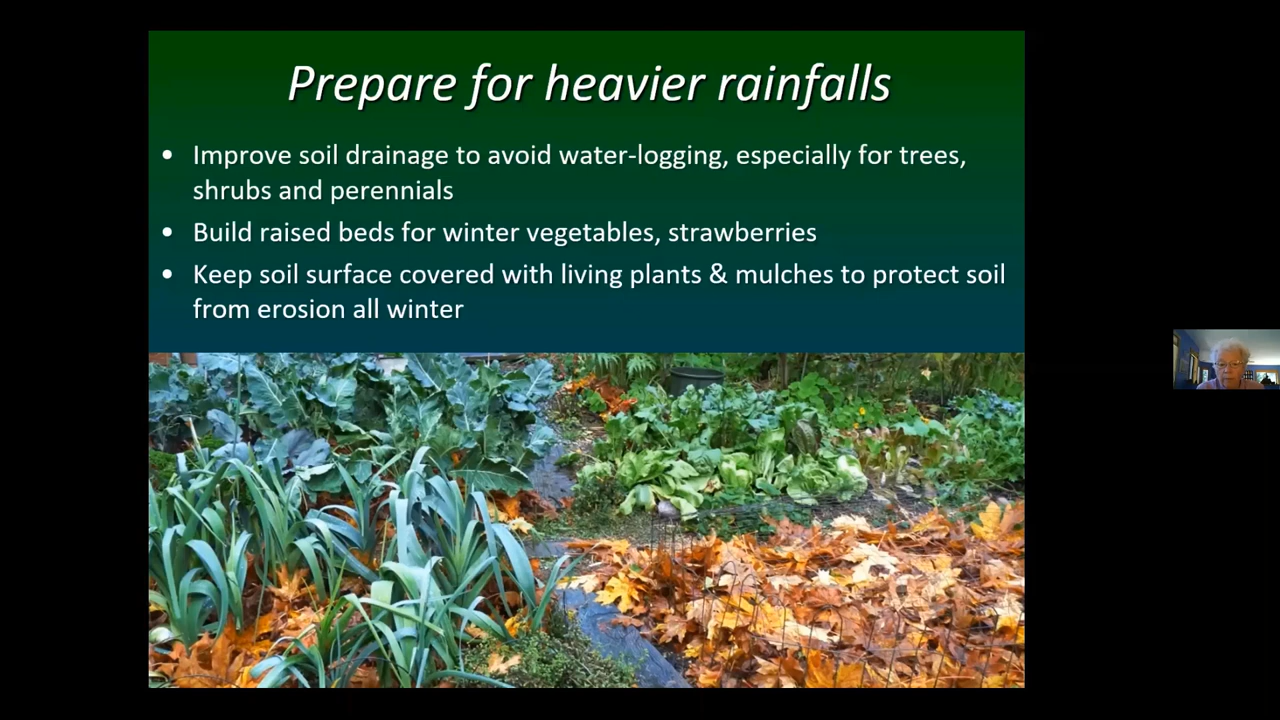 Prepare for heavier rainfalls
• Improve soil drainage to avoid water-logging, especially for trees,
shrubs and perennials
• Build raised beds for winter vegetables, strawberries
• Keep soil surface covered with living plants & mulches to protect soil
from erosion all winter